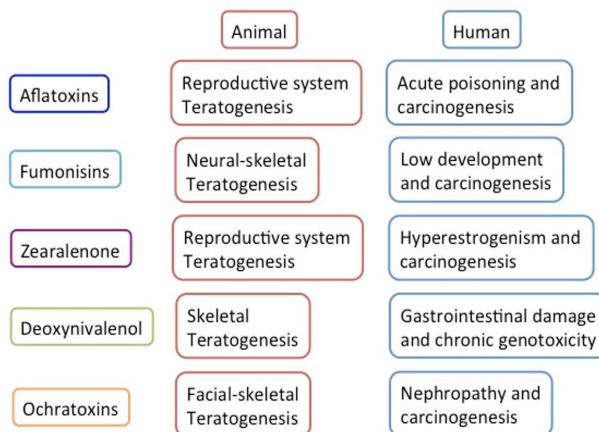 Animal
Human
Aflatoxins
Reproductive system
Teratogenesis
Acute poisoning and
carcinogenesis
Fumonisins
Neural-skeletal
Teratogenesis
Low development
and carcinogenesis
Zearalenone
Reproductive system
Teratogenesis
Hyperestrogenism and
carcinogenesis
Deoxynivalenol
Skeletal
Teratogenesis
Gastrointestinal damage
and chronic genotoxicity
Ochratoxins
Facial-skeletal
Teratogenesis
Nephropathy and
carcinogenesis